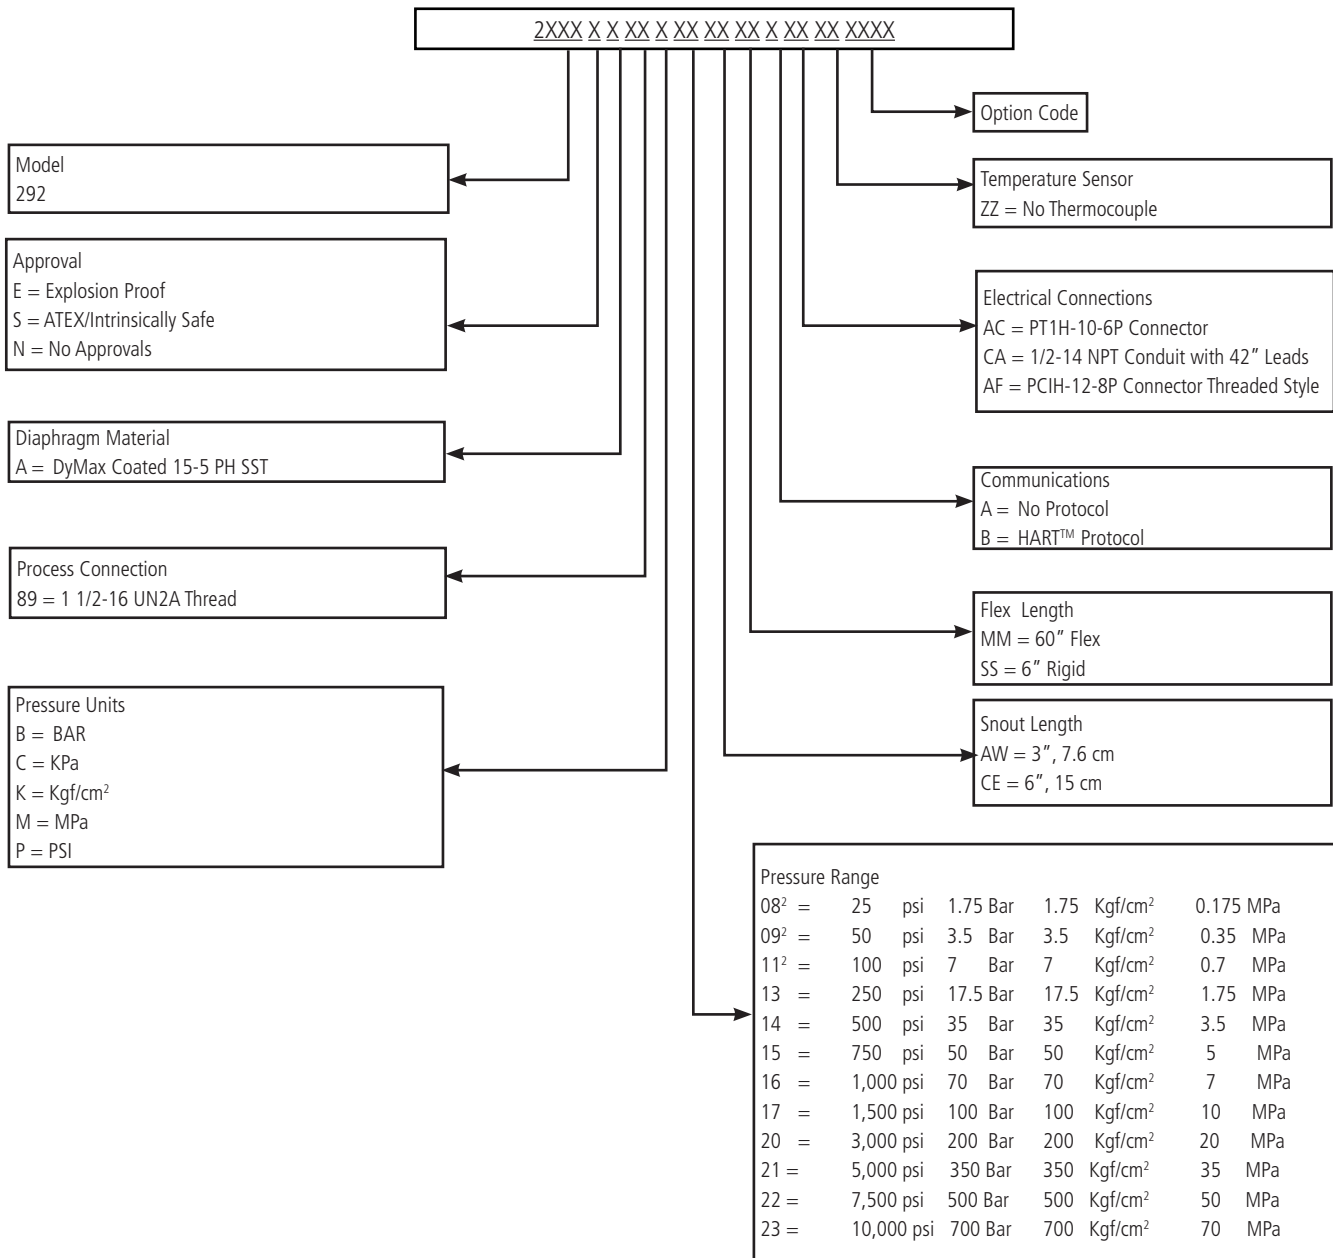 2XXX X X XX X XX XX XX X XX XX XXXX
Option Code
Model
292
Temperature Sensor
ZZ = No Thermocouple
Approval
E = Explosion Proof
S = ATEX/Intrinsically Safe
N = No Approvals
Electrical Connections
AC = PT1H-10-6P Connector
CA = 1/2-14 NPT Conduit with 42” Leads
AF = PCIH-12-8P Connector Threaded Style
Diaphragm Material
A = DyMax Coated 15-5 PH SST
Communications
A = No Protocol
B = HART™ Protocol
Process Connection
89 = 1 1/2-16 UN2A Thread
Flex Length
MM = 60” Flex
SS = 6” Rigid
Pressure Units
B = BAR
C = KPa
K = Kgf/cm²
M = MPa
P = PSI
Snout Length
AW = 3”, 7.6 cm
CE = 6”, 15 cm
Pressure Range
08² = 25 psi 1.75 Bar 1.75 Kgf/cm² 0.175 MPa
09² = 50 psi 3.5 Bar 3.5 Kgf/cm² 0.35 MPa
11² = 100 psi 7 Bar 7 Kgf/cm² 0.7 MPa
13 = 250 psi 17.5 Bar 17.5 Kgf/cm² 1.75 MPa
14 = 500 psi 35 Bar 35 Kgf/cm² 3.5 MPa
15 = 750 psi 50 Bar 50 Kgf/cm² 5 MPa
16 = 1,000 psi 70 Bar 70 Kgf/cm² 7 MPa
17 = 1,500 psi 100 Bar 100 Kgf/cm² 10 MPa
20 = 3,000 psi 200 Bar 200 Kgf/cm² 20 MPa
21 = 5,000 psi 350 Bar 350 Kgf/cm² 35 MPa
22 = 7,500 psi 500 Bar 500 Kgf/cm² 50 MPa
23 = 10,000 psi 700 Bar 700 Kgf/cm² 70 MPa